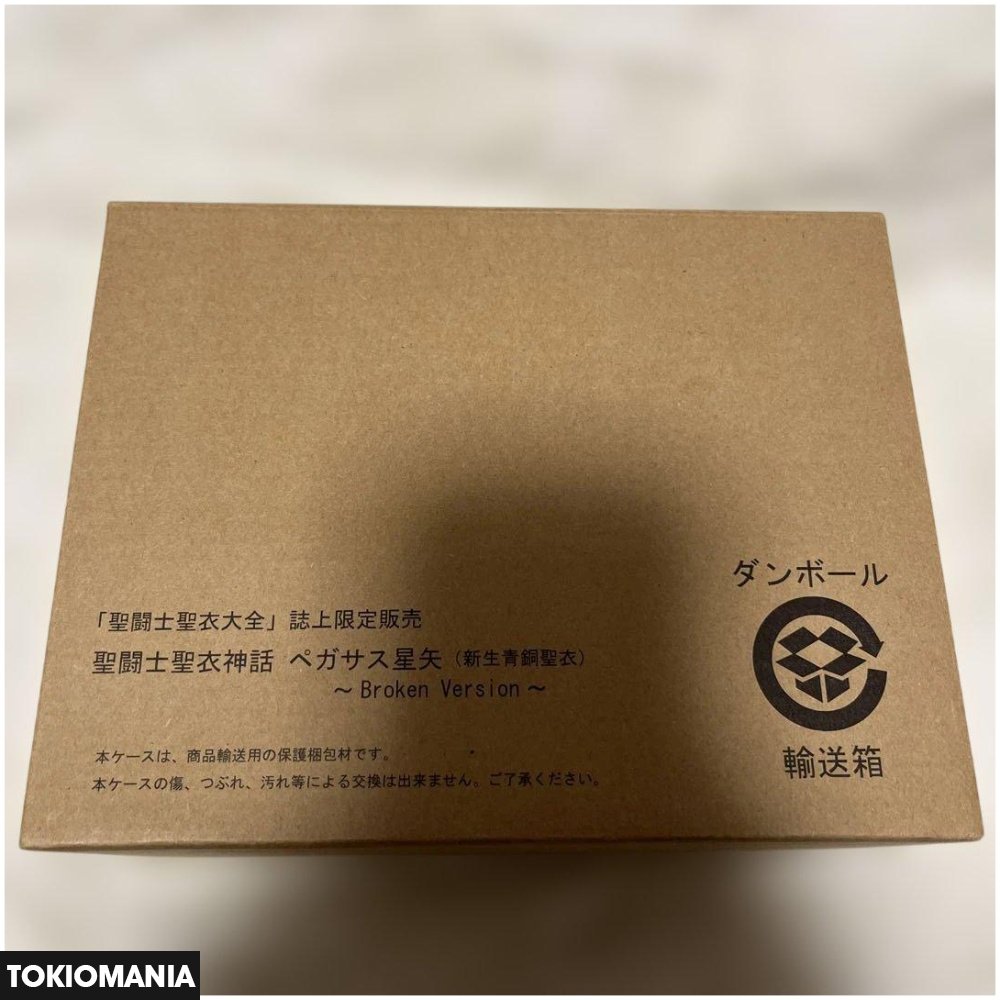 ダンボール
「聖闘士聖衣大全」誌上限定販売
聖闘士聖衣神話 ペガサス星矢（新生青銅聖衣）
～Broken Version～
輸送箱
本ケースは、商品輸送用の保護梱包材です。
本ケースの傷、つぶれ、汚れ等による交換は出来ません。ご了承ください。
TOKIOMANIA